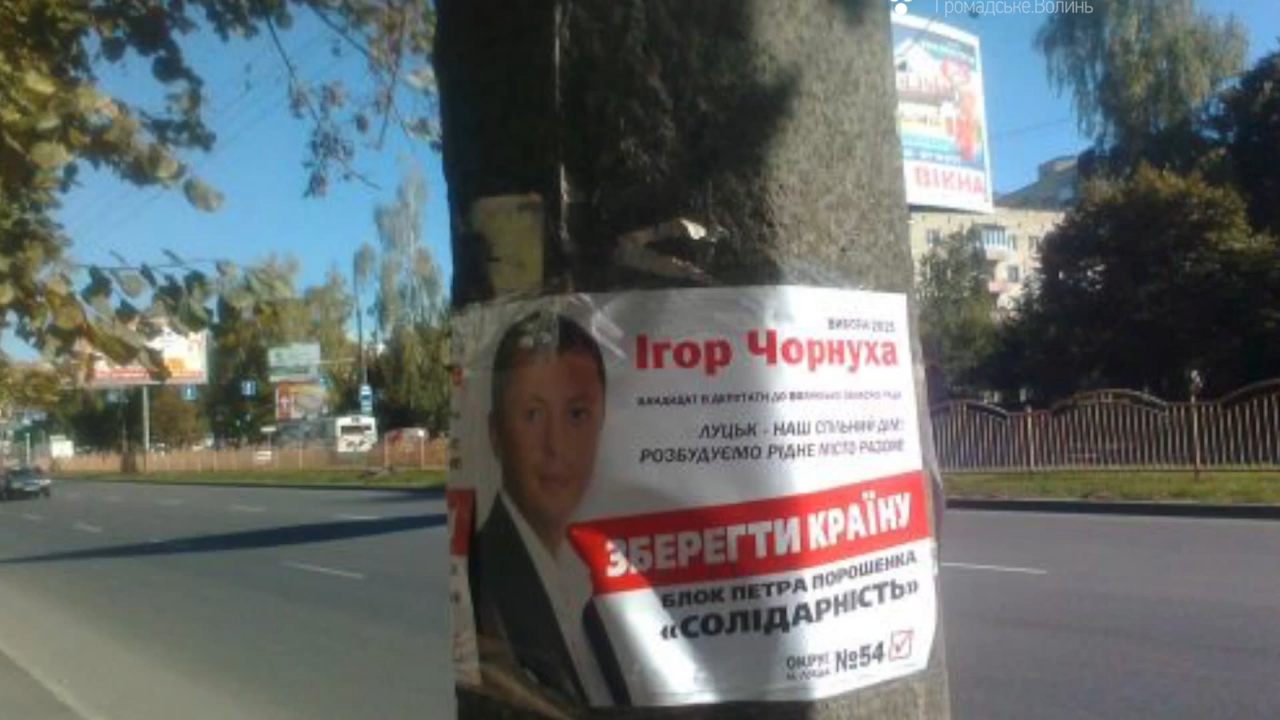 Громадське.Волинь
ВІКНА
ВИБОРИ 2015
Ігор Чорнуха
КАНДИДАТ В ДЕПУТАТИ ДО ВОЛИНСЬКОЇ ОБЛАСНОЇ РАДИ
ЛУЦЬК - НАШ СПІЛЬНИЙ ДІМ!
РОЗБУДУЄМО РІДНЕ МІСТО РАЗОМ!
ЗБЕРЕГТИ КРАЇНУ
БЛОК ПЕТРА ПОРОШЕНКА
«СОЛІДАРНІСТЬ»
ОКРУГ №54
М. ЛУЦЬК